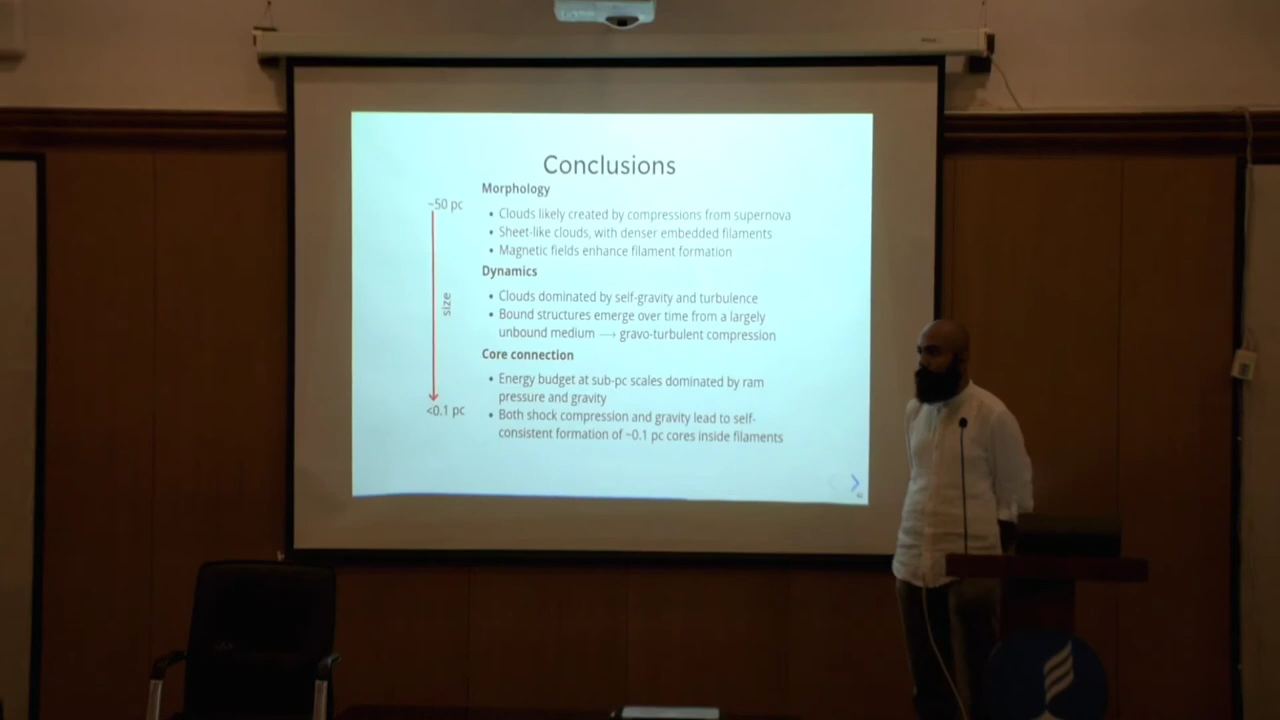 Conclusions
Morphology
~50 pc
• Clouds likely created by compressions from supernova
• Sheet-like clouds, with denser embedded filaments
• Magnetic fields enhance filament formation
Dynamics
size
• Clouds dominated by self-gravity and turbulence
• Bound structures emerge over time from a largely
unbound medium ⟶ gravo-turbulent compression
Core connection
• Energy budget at sub-pc scales dominated by ram
pressure and gravity
<0.1 pc
• Both shock compression and gravity lead to self-
consistent formation of ~0.1 pc cores inside filaments